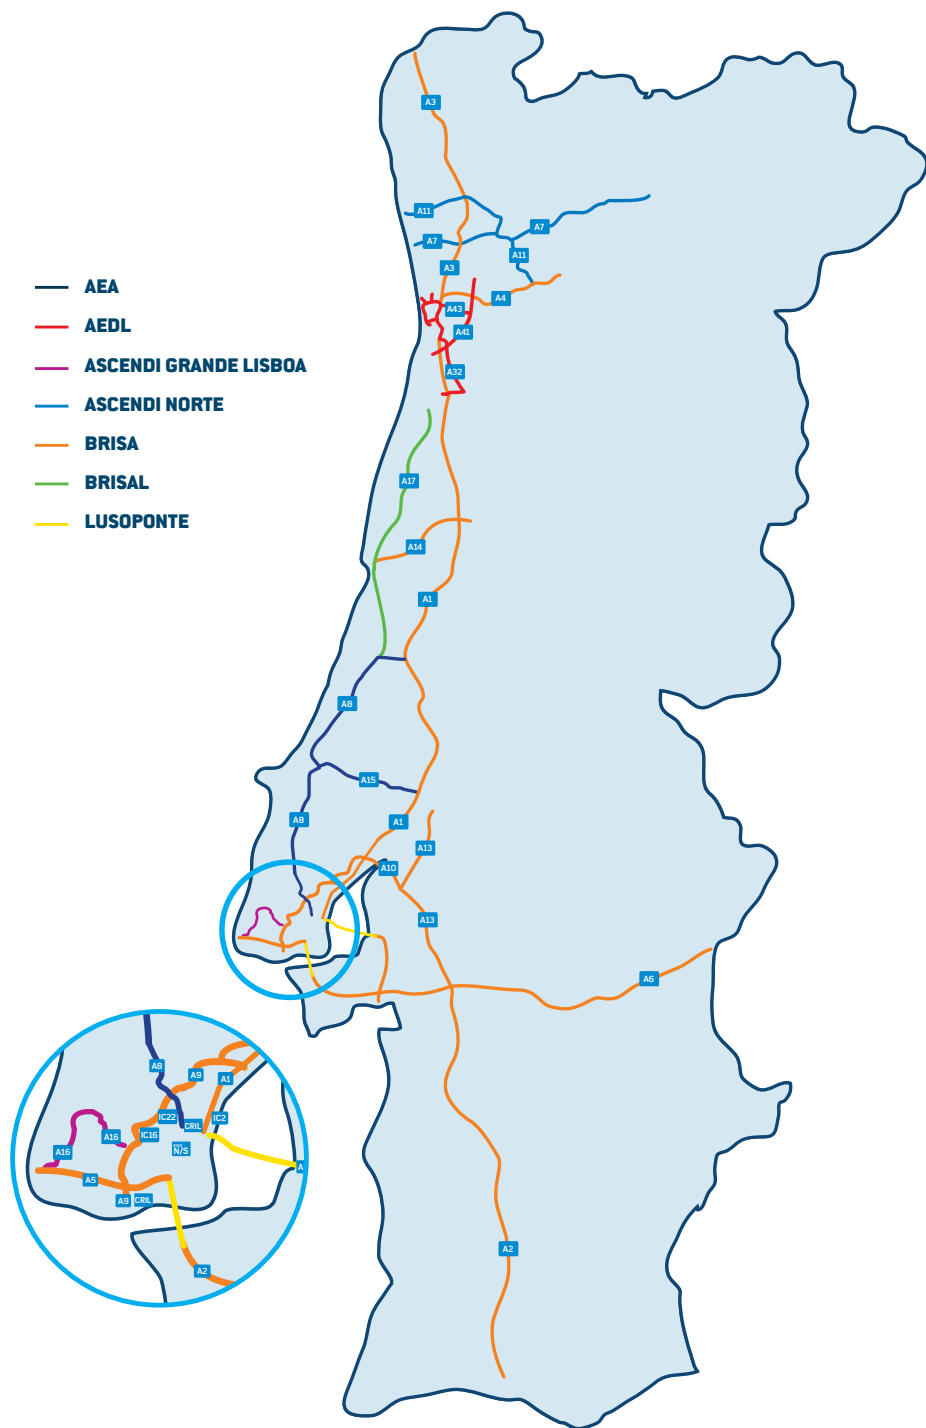 A3
A11
A7
A7
A11
A3
AEA
A4
A43
AEDL
A41
ASCENDI GRANDE LISBOA
A32
ASCENDI NORTE
BRISA
BRISAL
A17
LUSOPONTE
A14
A1
A8
A15
A8
A1
A13
A10
A13
A6
A8
A9
A1
IC22
IC2
CRIL
IC16
A16
A16
N/S
A
A5
A9
CRIL
A2
A2